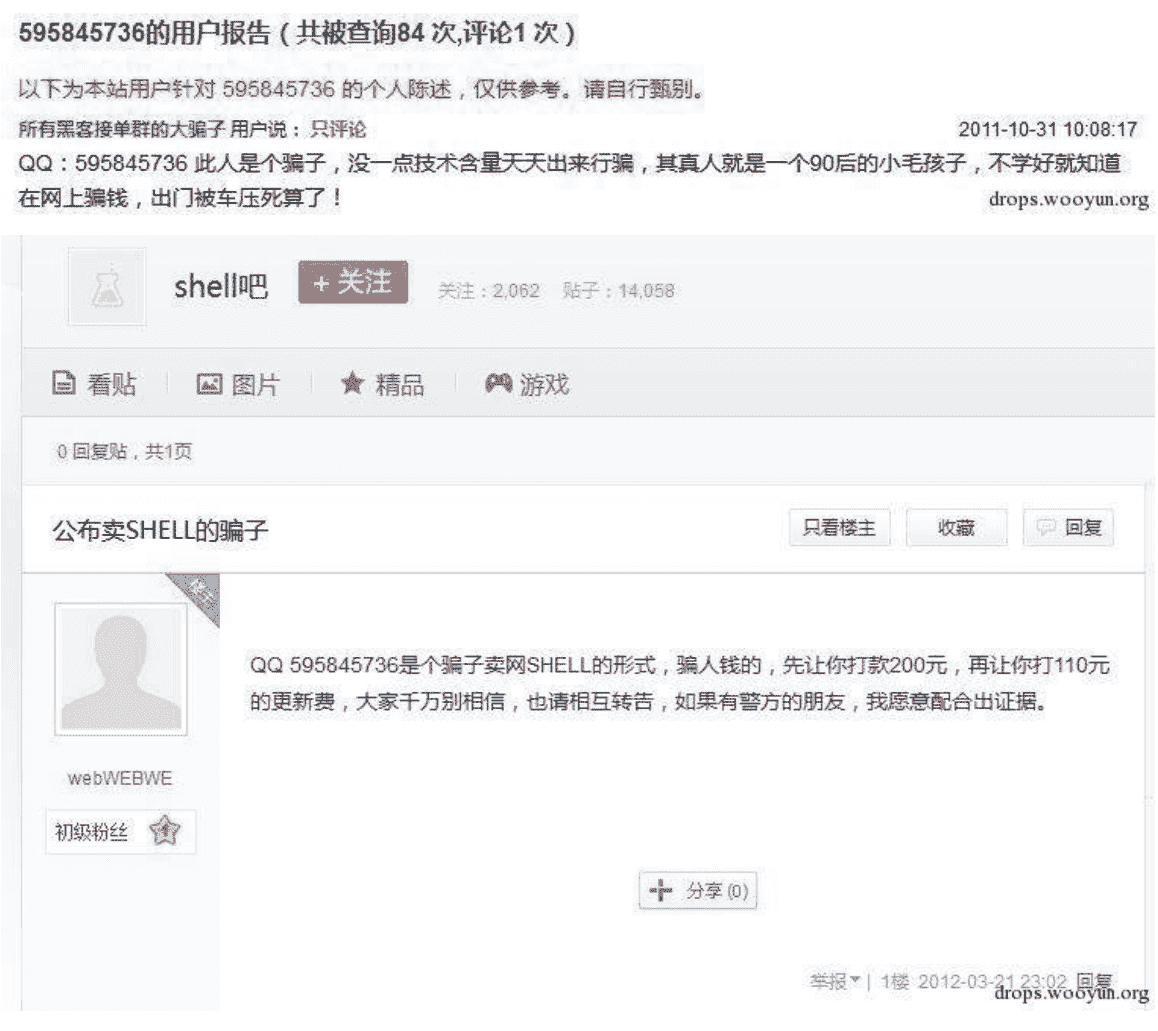 595845736的用户报告（共被查询84 次,评论1 次）
以下为本站用户针对 595845736 的个人陈述，仅供参考。请自行甄别。
所有黑客接单群的大骗子 用户说： 只评论 2011-10-31 10:08:17
QQ：595845736 此人是个骗子，没一点技术含量天天出来行骗，其真人就是一个90后的小毛孩子，不学好就知道
在网上骗钱，出门被车压死算了！
drops.wooyun.org
shell吧 + 关注 关注：2,062 贴子：14,058
看贴 图片 精品 游戏
0 回复贴，共1页
公布卖SHELL的骗子 只看楼主 收藏 回复
楼主
QQ 595845736是个骗子卖网SHELL的形式，骗人钱的，先让你打款200元，再让你打110元
的更新费，大家千万别相信，也请相互转告，如果有警方的朋友，我愿意配合出证据。
webWEBWE
初级粉丝
分享 (0)
举报 | 1楼 2012-03-21 23:02 回复
drops.wooyun.org